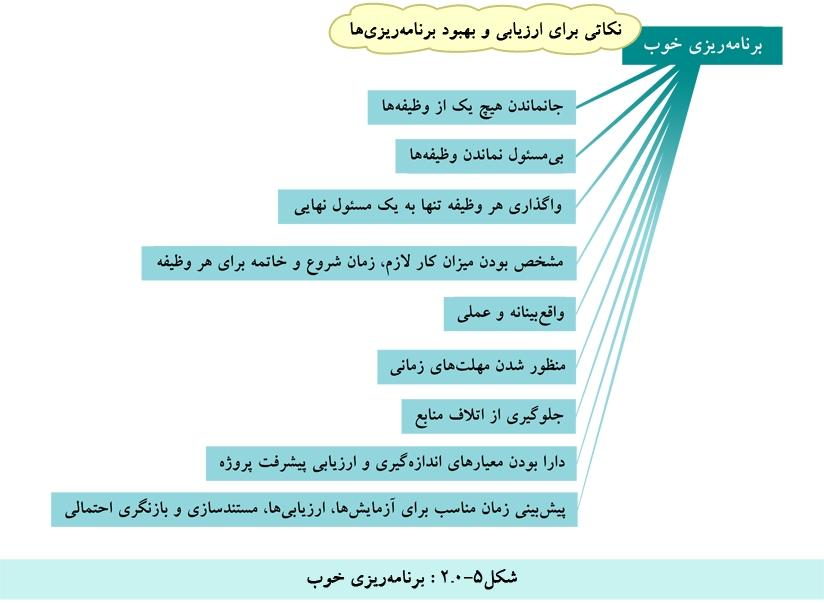 نکاتی برای ارزیابی و بهبود برنامه‌ریزی‌ها
برنامه‌ریزی خوب
جانماندن هیچ یک از وظیفه‌ها
بی‌مسئول نماندن وظیفه‌ها
واگذاری هر وظیفه تنها به یک مسئول نهایی
مشخص بودن میزان کار لازم، زمان شروع و خاتمه برای هر وظیفه
واقع‌بینانه و عملی
منظور شدن مهلت‌های زمانی
جلوگیری از اتلاف منابع
دارا بودن معیارهای اندازه‌گیری و ارزیابی پیشرفت پروژه
پیش‌بینی زمان مناسب برای آزمایش‌ها، ارزیابی‌ها، مستندسازی و بازنگری احتمالی
شکل۵-۲.۰ : برنامه‌ریزی خوب